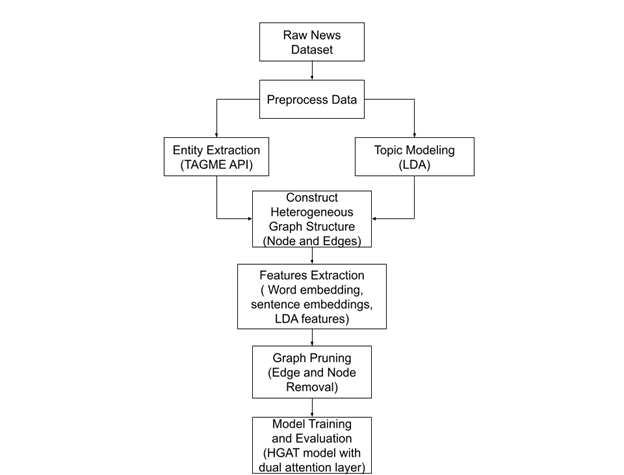 Raw News
Dataset
Preprocess Data
Entity Extraction
(TAGME API)
Topic Modeling
(LDA)
Construct
Heterogeneous
Graph Structure
(Node and Edges)
Features Extraction
( Word embedding,
sentence embeddings,
LDA features)
Graph Pruning
(Edge and Node
Removal)
Model Training
and Evaluation
(HGAT model with
dual attention layer)